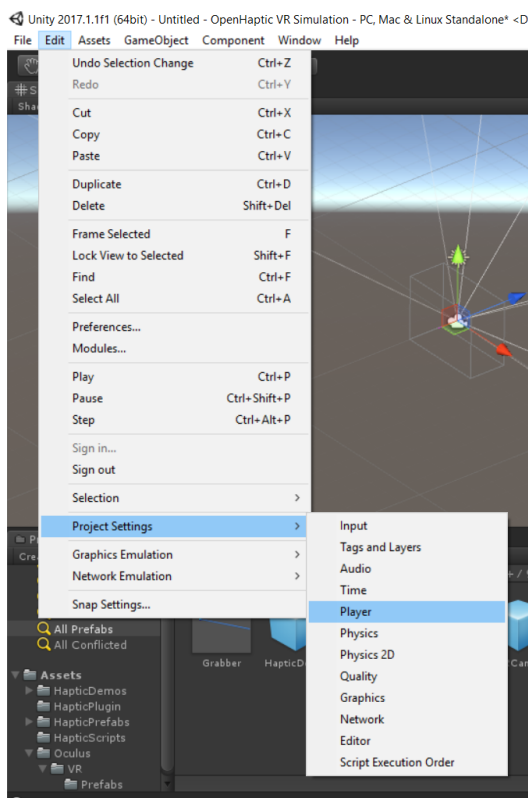 Unity 2017.1.1f1 (64bit) - Untitled - OpenHaptic VR Simulation - PC, Mac & Linux Standalone* <D
File Edit Assets GameObject Component Window Help
Undo Selection Change Ctrl+Z
Redo Ctrl+Y
Cut Ctrl+X
Copy Ctrl+C
Paste Ctrl+V
Duplicate Ctrl+D
Delete Shift+Del
Frame Selected F
Lock View to Selected Shift+F
Find Ctrl+F
Select All Ctrl+A
Preferences...
Modules...
Play Ctrl+P
Pause Ctrl+Shift+P
Step Ctrl+Alt+P
Sign in...
Sign out
Selection >
Project Settings >
Graphics Emulation >
Network Emulation >
Snap Settings...
Input
Tags and Layers
Audio
Time
Player
Physics
Physics 2D
Quality
Graphics
Network
Editor
Script Execution Order
S
Sha
P
Cre
All Prefabs
All Conflicted
Assets
HapticDemos
HapticPlugin
HapticPrefabs
HapticScripts
Oculus
VR
Prefabs
Grabber HapticD
RCan